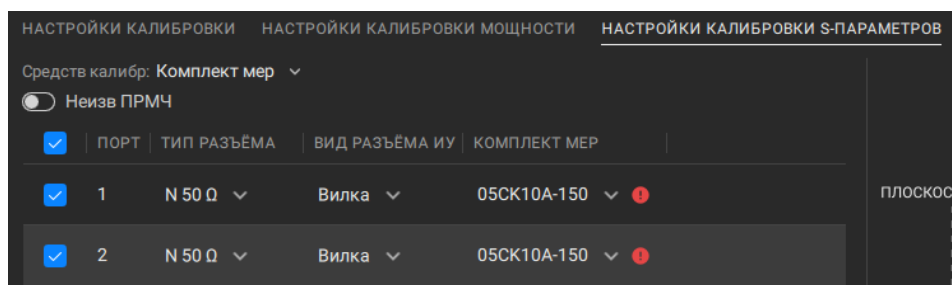 НАСТРОЙКИ КАЛИБРОВКИ НАСТРОЙКИ КАЛИБРОВКИ МОЩНОСТИ НАСТРОЙКИ КАЛИБРОВКИ S-ПАРАМЕТРОВ
Средств калибр: Комплект мер
Неизв ПРМЧ
ПОРТ ТИП РАЗЪЁМА ВИД РАЗЪЁМА ИУ КОМПЛЕКТ МЕР
1 N 50 Ω Вилка 05CK10A-150
ПЛОСКОС
2 N 50 Ω Вилка 05CK10A-150